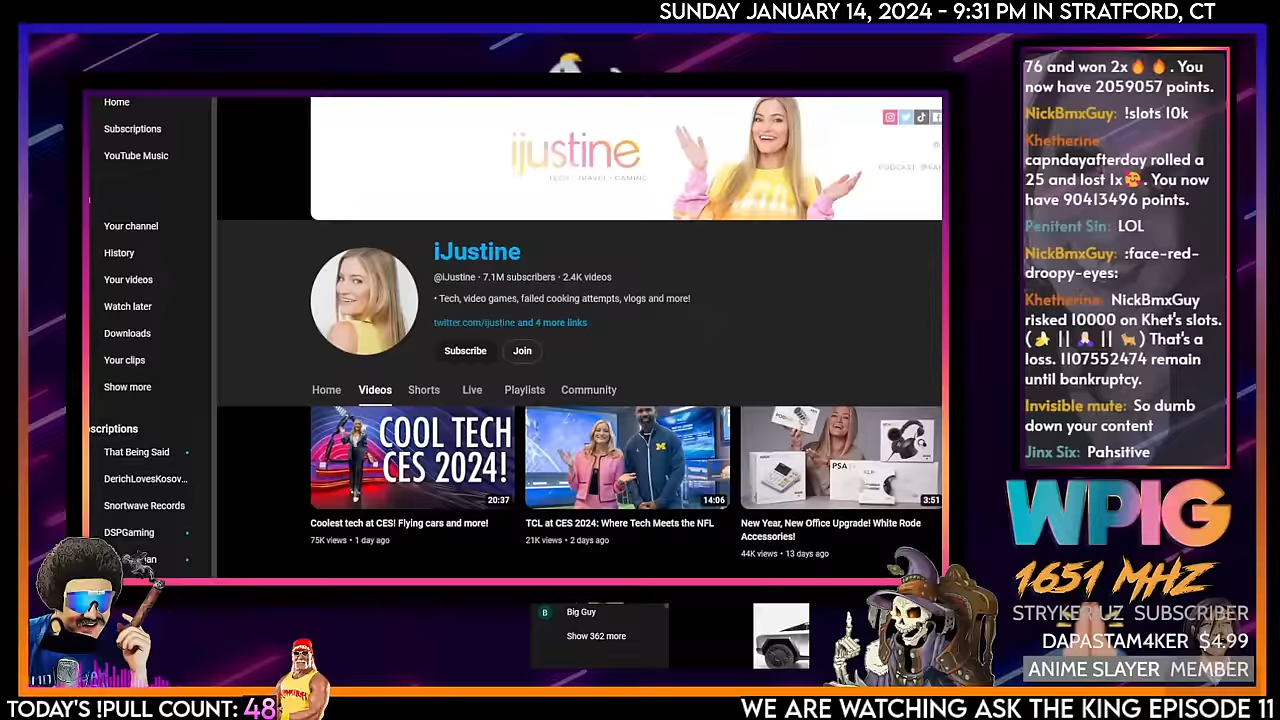 SUNDAY JANUARY 14, 2024 - 9:31 PM IN STRATFORD, CT
Home
Subscriptions
YouTube Music
Your channel
History
Your videos
Watch later
Downloads
Your clips
Show more
scriptions
That Being Said
DerichLovesKosov...
Snortwave Records
DSPGaming
ijustine
TECH · TRAVEL · GAMING
iJustine
@iJustine · 7.1M subscribers · 2.4K videos
• Tech, video games, failed cooking attempts, vlogs and more!
twitter.com/ijustine and 4 more links
Subscribe Join
Home Videos Shorts Live Playlists Community
COOL TECH
CES 2024!
20:37
14:06
PSA
3:51
Coolest tech at CES! Flying cars and more!
75K views • 1 day ago
TCL at CES 2024: Where Tech Meets the NFL
21K views • 2 days ago
New Year, New Office Upgrade! White Rode
Accessories!
44K views • 13 days ago
B Big Guy
Show 362 more
76 and won 2x🔥 🔥 . You
now have 2059057 points.
NickBmxGuy: !slots 10k
Khetherine:
capndayafterday rolled a
25 and lost 1x🥰. You now
have 90413496 points.
Penitent Sin: LOL
NickBmxGuy: :face-red-
droopy-eyes:
Khetherine: NickBmxGuy
risked 10000 on Khet's slots.
( 🍌 || 🙏🏻 || 🐕 ) That's a
loss. 1107552474 remain
until bankruptcy.
Invisible mute: So dumb
down your content
Jinx Six: Pahsitive
WPIG
1651 MHZ
STRYKERUZ SUBSCRIBER
DAPASTAM4KER $4.99
ANIME SLAYER MEMBER
TODAY'S !PULL COUNT: 48
WE ARE WATCHING ASK THE KING EPISODE 11